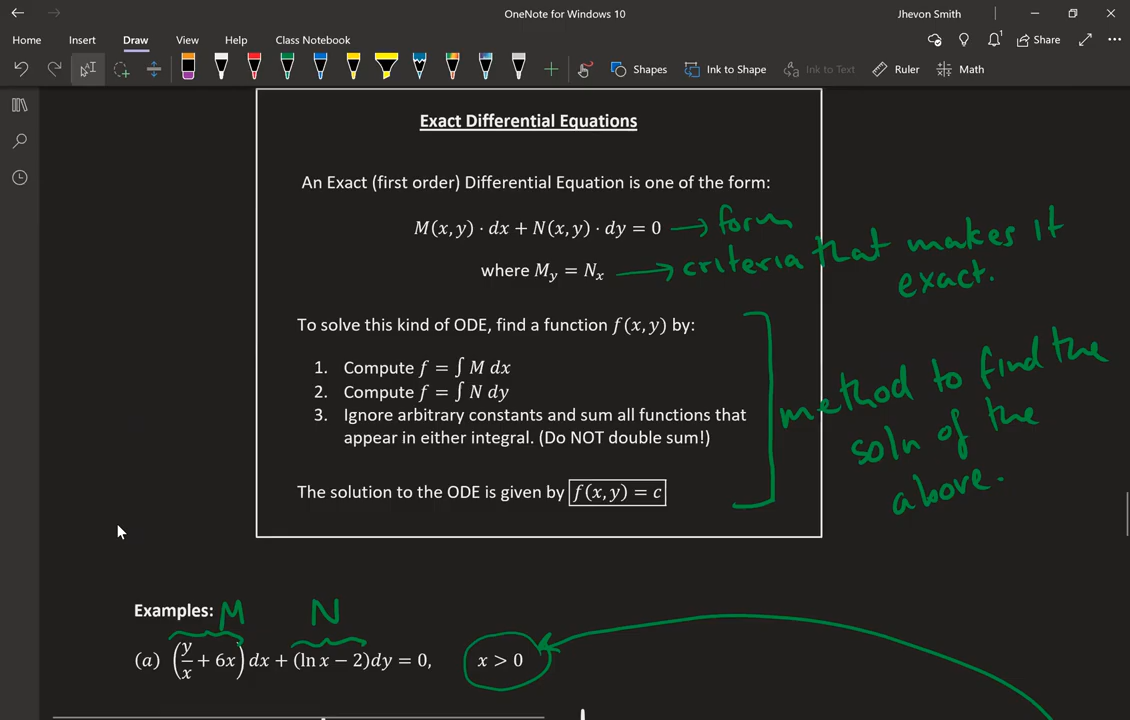 OneNote for Windows 10
Jhevon Smith
Home Insert Draw View Help Class Notebook
Share
Shapes Ink to Shape Ink to Text Ruler Math
Exact Differential Equations
An Exact (first order) Differential Equation is one of the form:
M(x, y) · dx + N(x, y) · dy = 0 → form
where M_y = N_x → criteria that makes it
exact.
To solve this kind of ODE, find a function f(x, y) by:
1. Compute f = ∫ M dx
2. Compute f = ∫ N dy
3. Ignore arbitrary constants and sum all functions that
appear in either integral. (Do NOT double sum!)
The solution to the ODE is given by f(x, y) = c
method to find the
soln of the
above.
Examples: M N
(a) (y/x + 6x) dx + (ln x − 2)dy = 0, x > 0